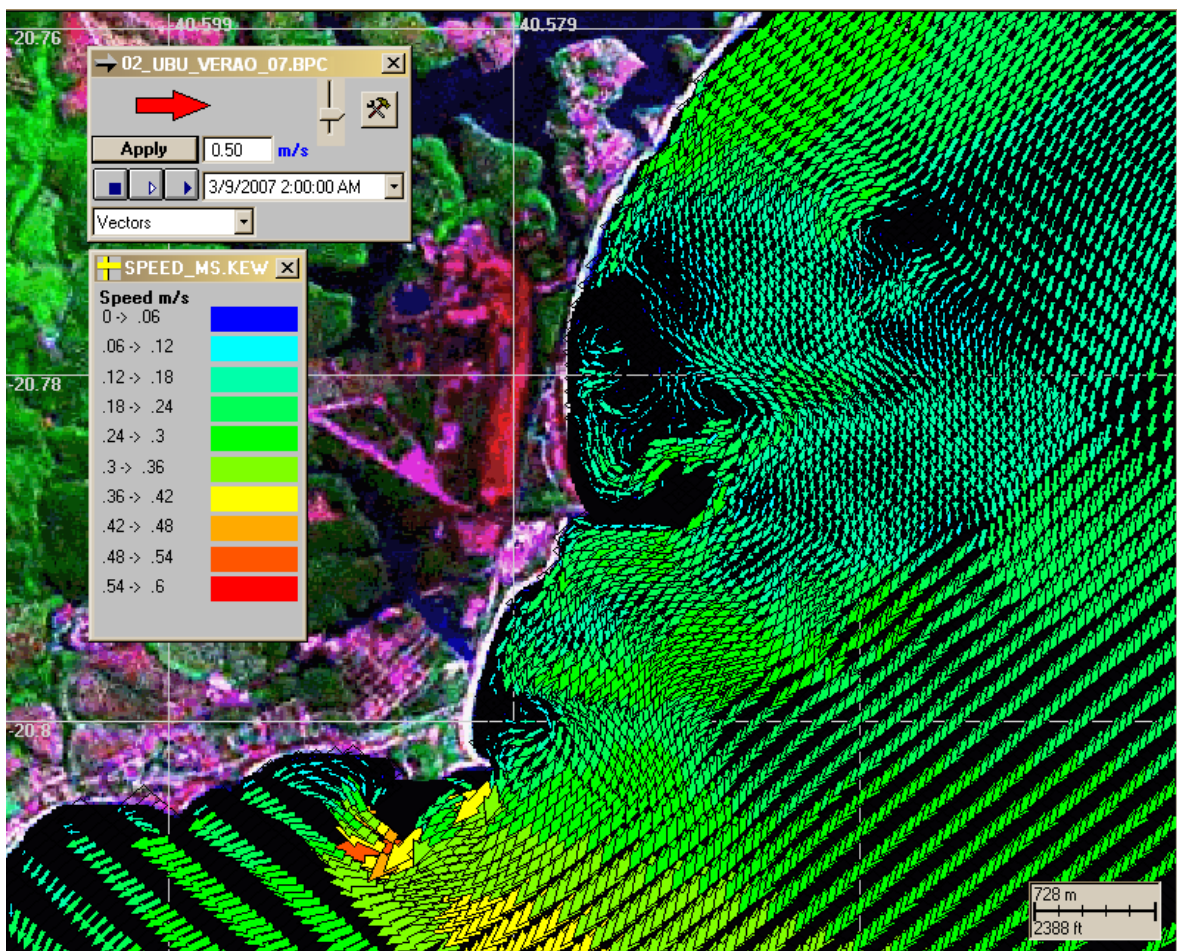 -40.599
-40.579
-20.76
02_UBU_VERAO_07.BPC
Apply 0.50 m/s
3/9/2007 2:00:00 AM
Vectors
SPEED_MS.KEW
Speed m/s
0 -> .06
.06 -> .12
.12 -> .18
.18 -> .24
.24 -> .3
.3 -> .36
.36 -> .42
.42 -> .48
.48 -> .54
.54 -> .6
-20.78
-20.8
728 m
2388 ft